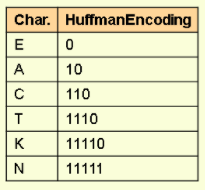 Char. HuffmanEncoding
E 0
A 10
C 110
T 1110
K 11110
N 11111